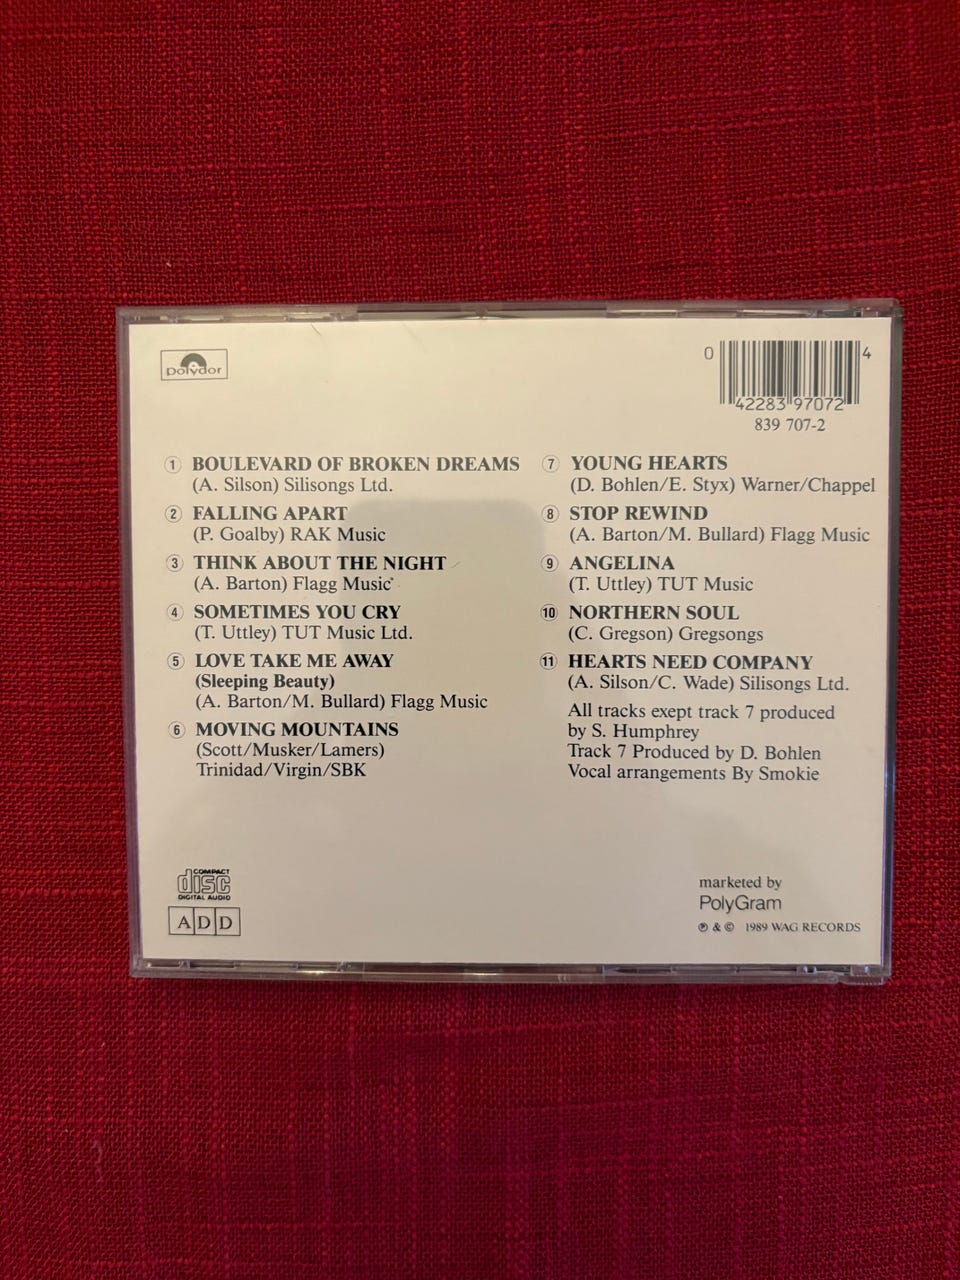 polydor
0 42283 97072 4
839 707-2
1 BOULEVARD OF BROKEN DREAMS
(A. Silson) Silisongs Ltd.
2 FALLING APART
(P. Goalby) RAK Music
3 THINK ABOUT THE NIGHT
(A. Barton) Flagg Music
4 SOMETIMES YOU CRY
(T. Uttley) TUT Music Ltd.
5 LOVE TAKE ME AWAY
(Sleeping Beauty)
(A. Barton/M. Bullard) Flagg Music
6 MOVING MOUNTAINS
(Scott/Musker/Lamers)
Trinidad/Virgin/SBK
7 YOUNG HEARTS
(D. Bohlen/E. Styx) Warner/Chappel
8 STOP REWIND
(A. Barton/M. Bullard) Flagg Music
9 ANGELINA
(T. Uttley) TUT Music
10 NORTHERN SOUL
(C. Gregson) Gregsongs
11 HEARTS NEED COMPANY
(A. Silson/C. Wade) Silisongs Ltd.
All tracks exept track 7 produced
by S. Humphrey
Track 7 Produced by D. Bohlen
Vocal arrangements By Smokie
COMPACT
disc
DIGITAL AUDIO
A D D
marketed by
PolyGram
℗ & © 1989 WAG RECORDS